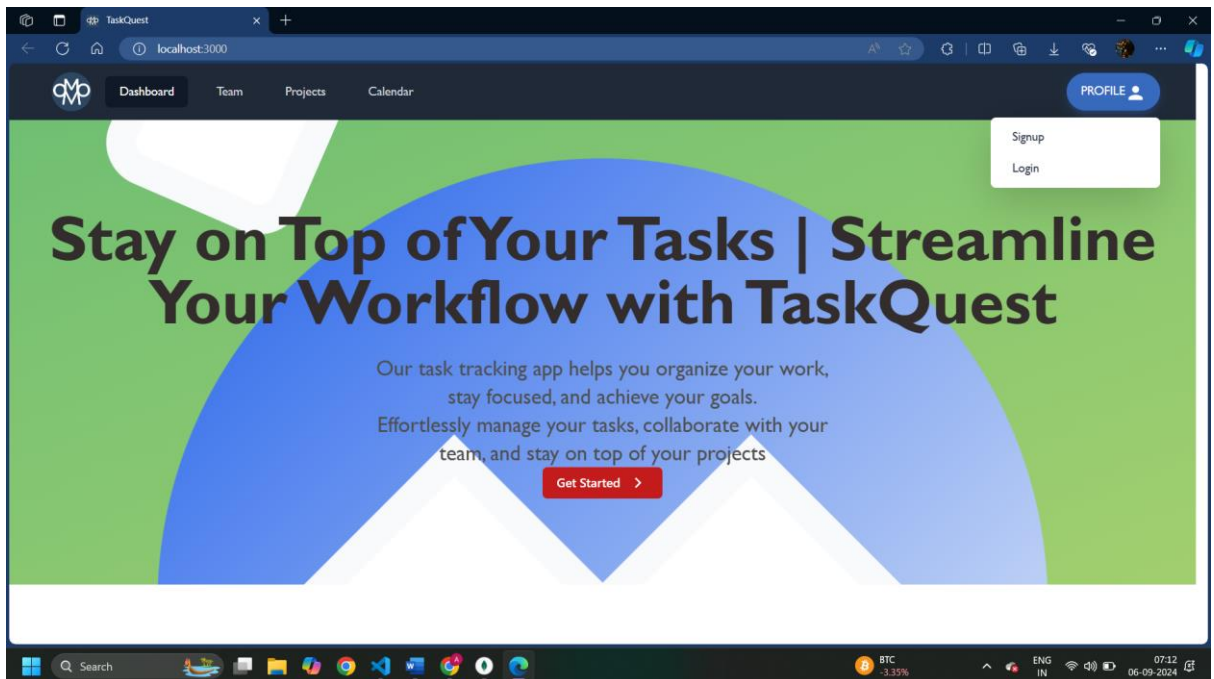 TaskQuest
localhost:3000
Dashboard Team Projects Calendar
PROFILE
Signup
Login
Stay on Top of Your Tasks | Streamline
Your Workflow with TaskQuest
Our task tracking app helps you organize your work,
stay focused, and achieve your goals.
Effortlessly manage your tasks, collaborate with your
team, and stay on top of your projects
Get Started
Search
BTC
-3.35%
ENG
IN
07:12
06-09-2024